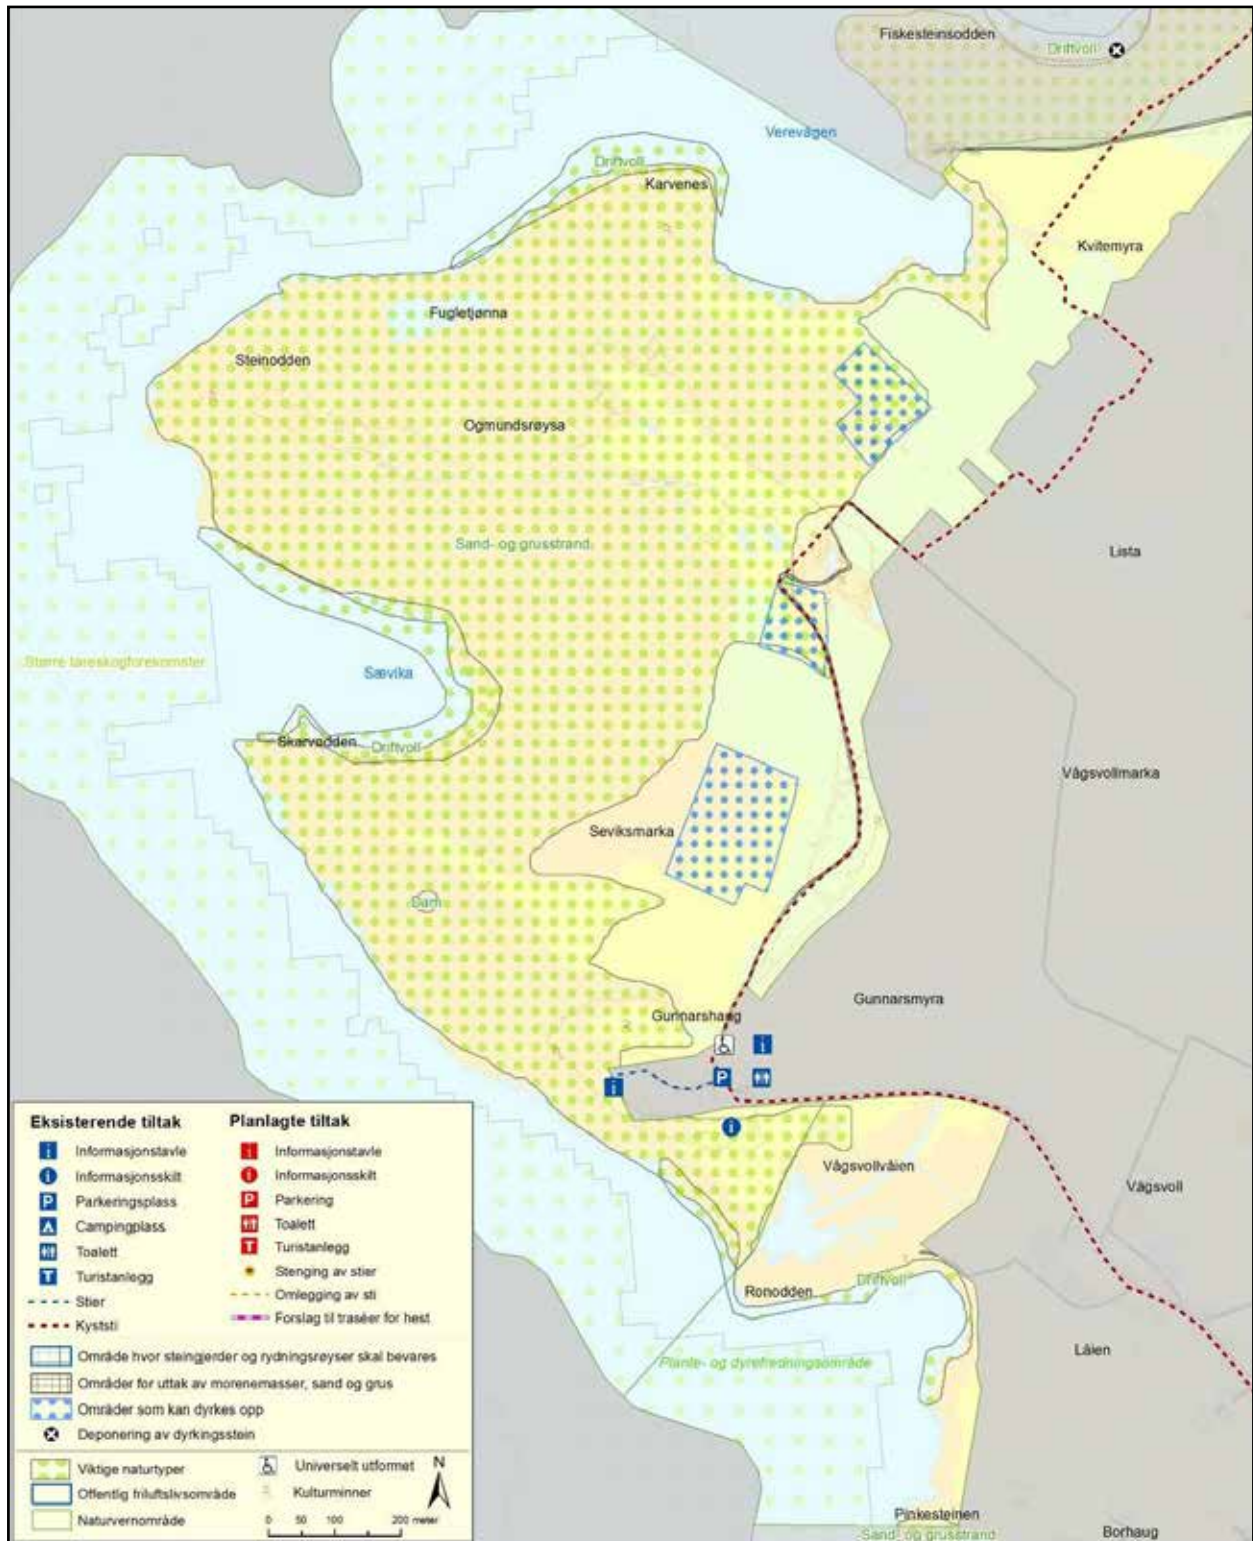 Fiskesteinsodden
Driftvoll
Verevågen
Driftvoll
Karvenes
Kvitemyra
Fugletjønna
Steinodden
Ogmundsrøysa
Sand- og grusstrand
Lista
Større tareskogforekomster
Sævika
Skarvodden
Driftvoll
Vågsvollmarka
Seviksmarka
Dam
Gunnarsmyra
Gunnarshaug
Vågsvollvåien
Vågsvoll
Driftvoll
Ronodden
Låien
Plante- og dyrefredningsområde
Pinkesteinen
Sand- og grusstrand
Borhaug
Eksisterende tiltak
i Informasjonstavle
i Informasjonsskilt
P Parkeringsplass
Campingplass
Toalett
T Turistanlegg
Stier
Kyststi
Planlagte tiltak
i Informasjonstavle
i Informasjonsskilt
P Parkering
Toalett
T Turistanlegg
Stenging av stier
Omlegging av sti
Forslag til traséer for hest
Område hvor steingjerder og rydningsrøyser skal bevares
Områder for uttak av morenemasser, sand og grus
Områder som kan dyrkes opp
Deponering av dyrkingsstein
Viktige naturtyper
Offentlig friluftslivsområde
Naturvernområde
Universelt utformet
Kulturminner
N
0 50 100 200 meter